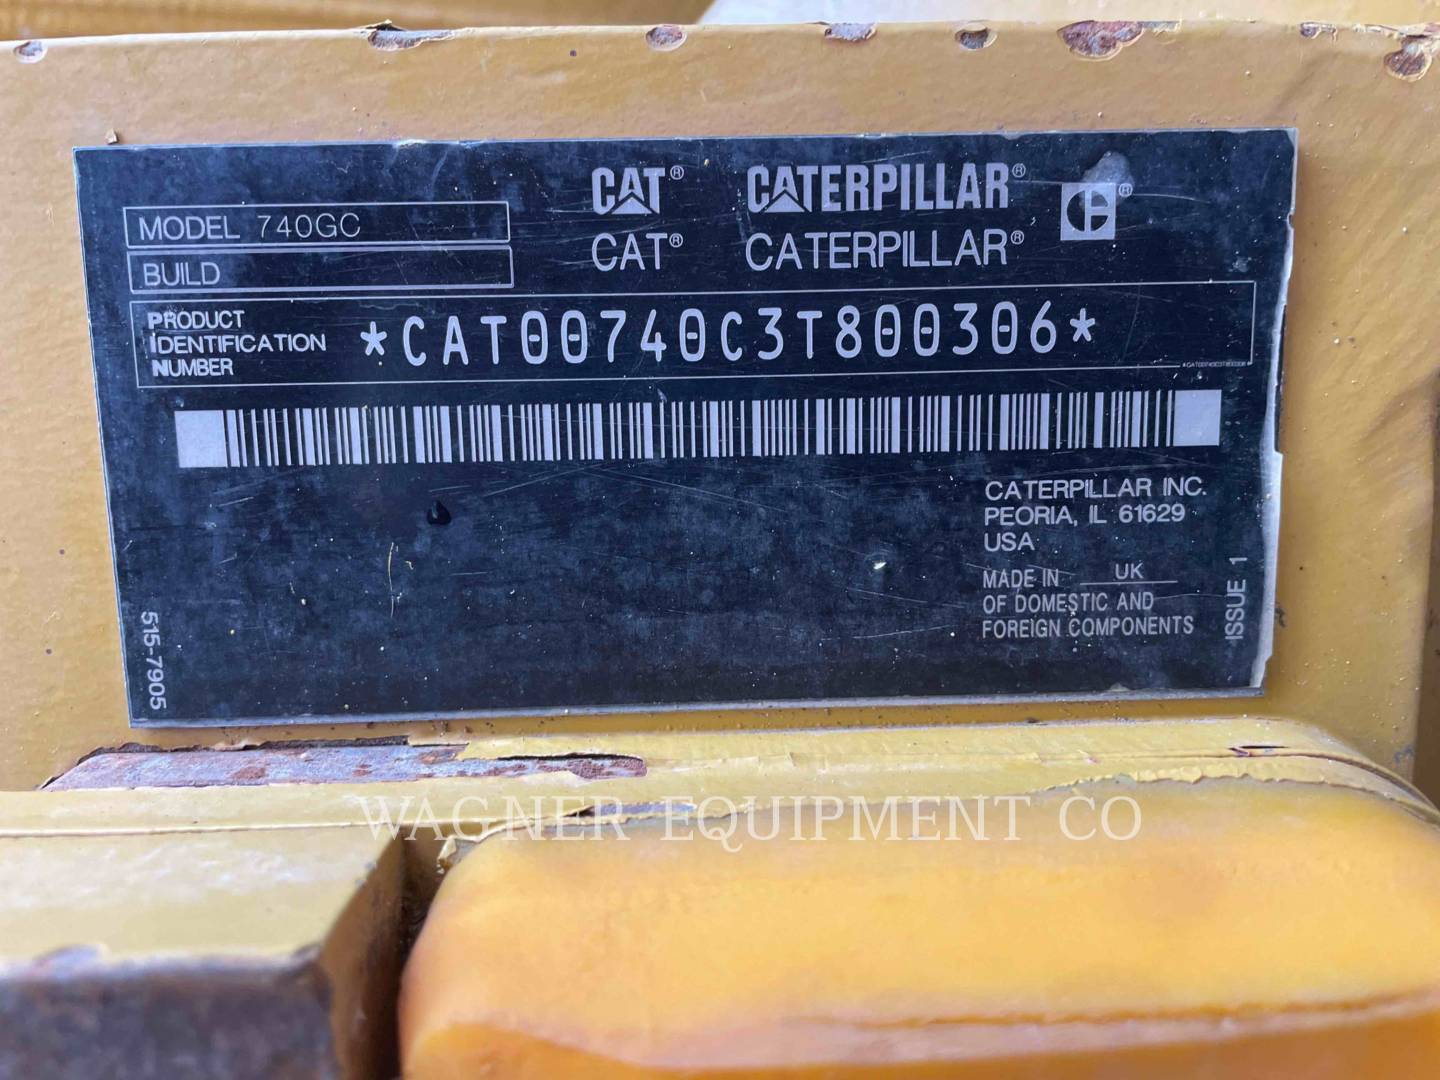 CAT® CATERPILLAR® C®
MODEL 740GC
CAT® CATERPILLAR®
BUILD
PRODUCT IDENTIFICATION NUMBER *CAT00740C3T800306*
*CAT00740C3T800306*
CATERPILLAR INC.
PEORIA, IL 61629
USA
MADE IN UK
OF DOMESTIC AND
FOREIGN COMPONENTS
ISSUE 1
515-7905
WAGNER EQUIPMENT CO